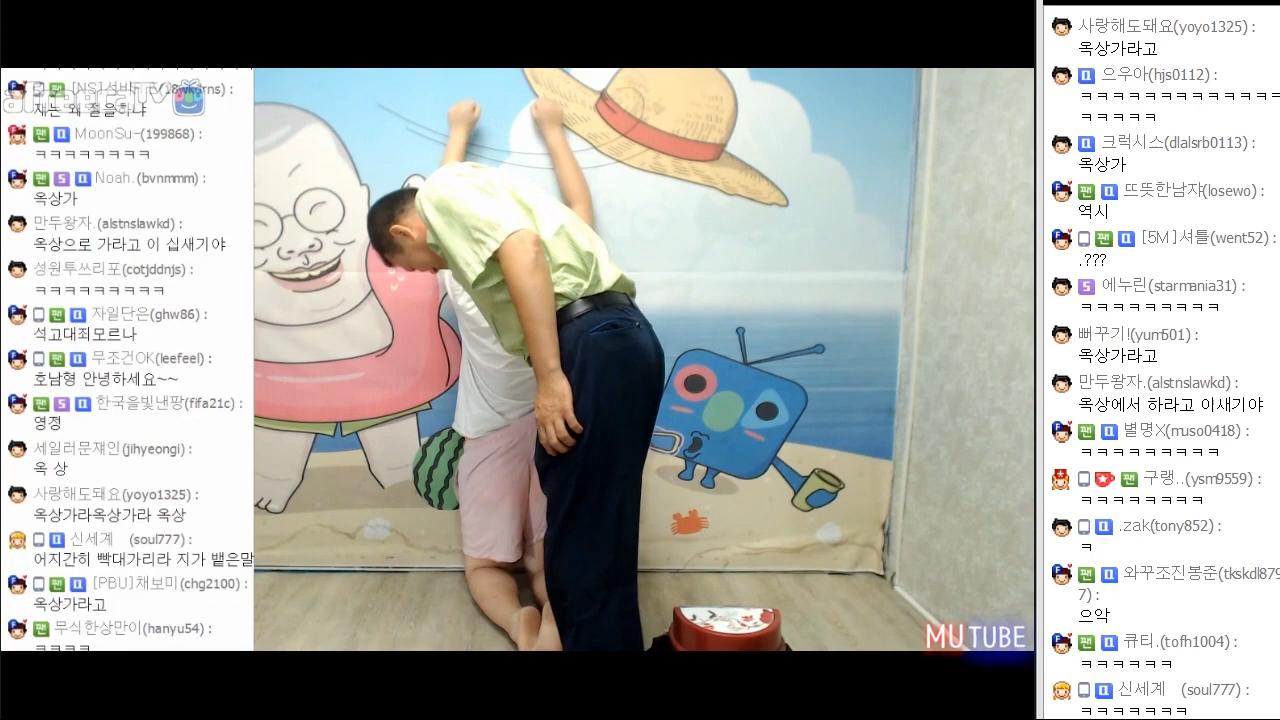 재는 왜 절을하냐
MoonSu-(199868) :
ㅋㅋㅋㅋㅋㅋㅋㅋ
Noah.(bvnmmm) :
옥상가
만두왕자.(alstnslawkd) :
옥상으로 가라고 이 십새기야
성원투쓰리포(cotjddnjs) :
ㅋㅋㅋㅋㅋㅋㅋㅋㅋ
자일단은(ghw86) :
석고대죄모르나
무조건OK(leefeel) :
호남형 안녕하세요~~
한국을빛낸팡(fifa21c) :
영정
세일러문재인(jihyeongi) :
옥 상
사랑해도돼요(yoyo1325) :
옥상가라옥상가라 옥상
신세계 (soul777) :
어지간히 빡대가리라 지가 뱉은말
[PBU]채보미(chg2100) :
옥상가라고
무식한상만이(hanyu54) :
ㅋㅋㅋㅋ
MUTUBE
사랑해도돼요(yoyo1325) :
옥상가라고
으우아(hjs0112) :
ㅋㅋㅋㅋㅋㅋㅋㅋㅋㅋㅋㅋㅋ
ㅋㅋㅋㅋㅋ
크럭시스(dlalsrb0113) :
옥상가
뜨뜻한남쟈(losewo) :
역시
[5M]셔틀(went52) :
.???
에누린(starmania31) :
ㅋㅋㅋㅋㅋㅋㅋㅋㅋ
뻐꾸기!(yum501) :
옥상가라고
만두왕자.(alstnslawkd) :
옥상에서 하라고 이새기야
별명X(muso0418) :
ㅋㅋㅋㅋㅋㅋㅋㅋㅋ
구랭..(ysm9559) :
ㅋㅋㅋㅋㅋㅋㅋㅋ
.zak(tony852) :
ㅋ
와꾸조진봉준(tkskdl879
7) :
으악
큐티.(tofh1004) :
ㅋㅋㅋㅋㅋㅋ
신세계 (soul777) :
ㅋㅋㅋㅋㅋㅋㅋ